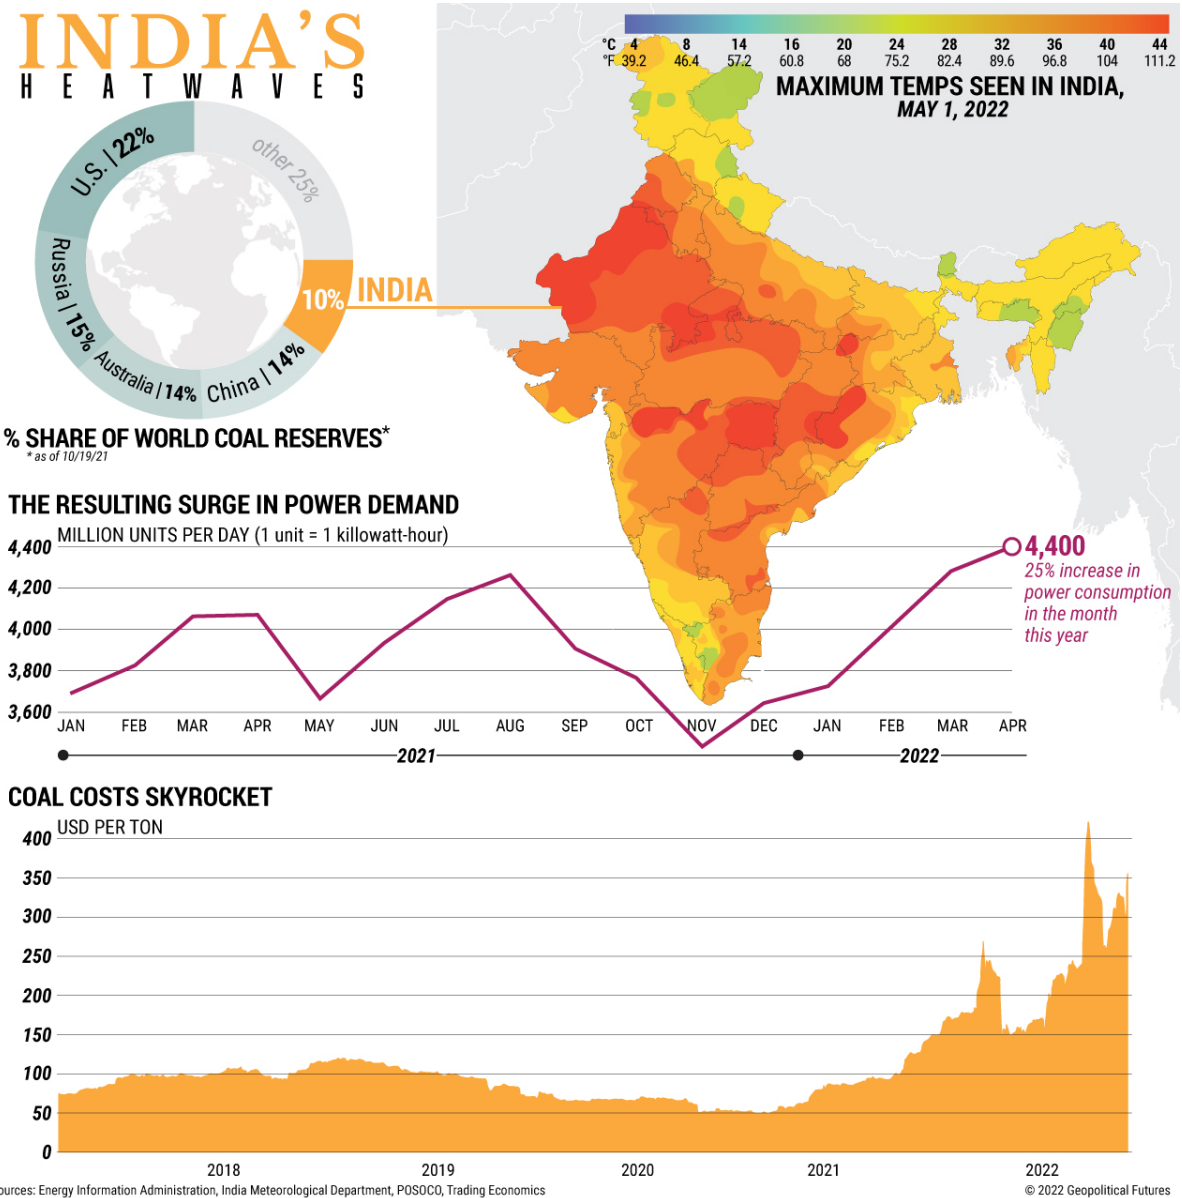 INDIA'S
HEATWAVES
U.S. | 22%
other 25%
Russia | 15%
10%
INDIA
Australia | 14%
China | 14%
% SHARE OF WORLD COAL RESERVES*
* as of 10/19/21
°C 4 8 14 16 20 24 28 32 36 40 44
°F 39.2 46.4 57.2 60.8 68 75.2 82.4 89.6 96.8 104 111.2
MAXIMUM TEMPS SEEN IN INDIA,
MAY 1, 2022
THE RESULTING SURGE IN POWER DEMAND
MILLION UNITS PER DAY (1 unit = 1 killowatt-hour)
4,400
4,200
4,000
3,800
3,600
JAN FEB MAR APR MAY JUN JUL AUG SEP OCT NOV DEC JAN FEB MAR APR
2021 2022
4,400
25% increase in
power consumption
in the month
this year
COAL COSTS SKYROCKET
USD PER TON
400
350
300
250
200
150
100
50
0
2018 2019 2020 2021 2022
ources: Energy Information Administration, India Meteorological Department, POSOCO, Trading Economics
© 2022 Geopolitical Futures